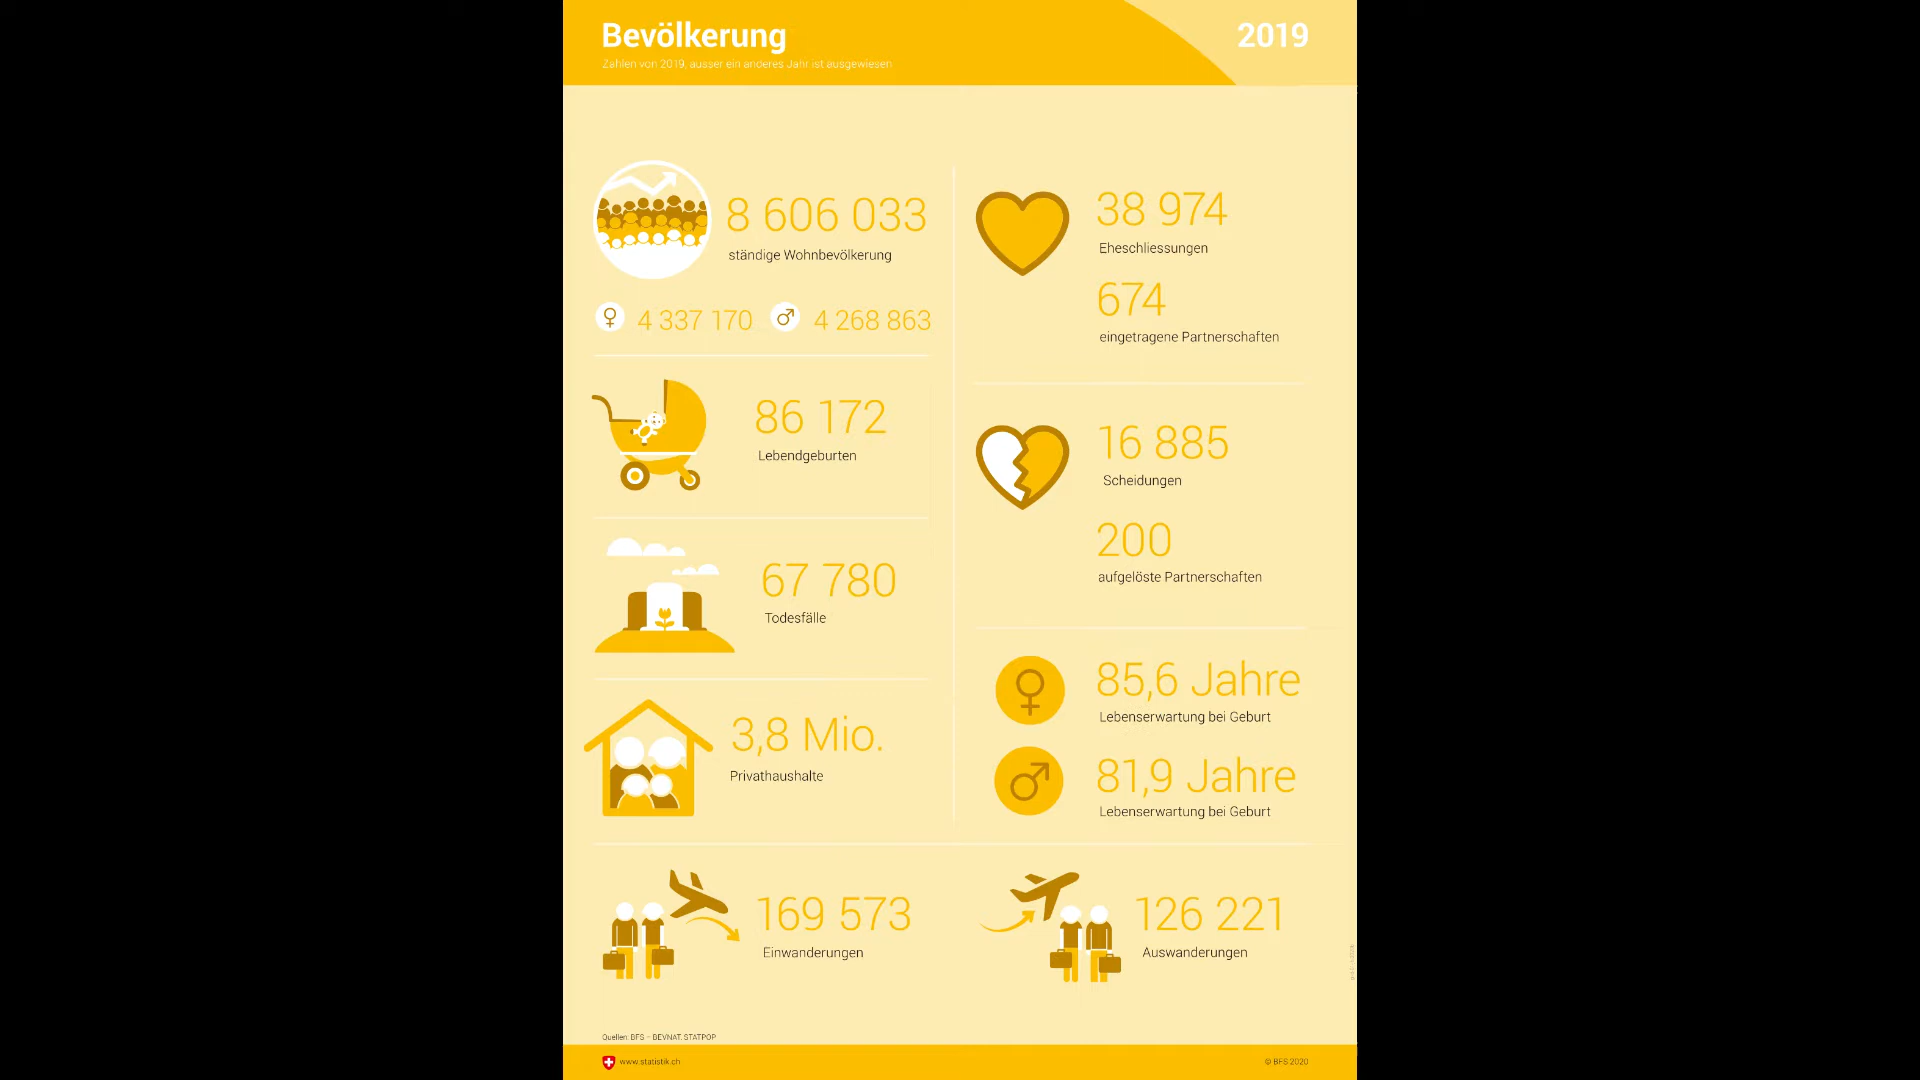 Bevölkerung
2019
Zahlen von 2019, ausser ein anderes Jahr ist ausgewiesen
8 606 033
ständige Wohnbevölkerung
4 337 170
4 268 863
86 172
Lebendgeburten
67 780
Todesfälle
3,8 Mio.
Privathaushalte
38 974
Eheschliessungen
674
eingetragene Partnerschaften
16 885
Scheidungen
200
aufgelöste Partnerschaften
85,6 Jahre
Lebenserwartung bei Geburt
81,9 Jahre
Lebenserwartung bei Geburt
169 573
Einwanderungen
126 221
Auswanderungen
Quellen: BFS – BEVNAT, STATPOP
www.statistik.ch
© BFS 2020